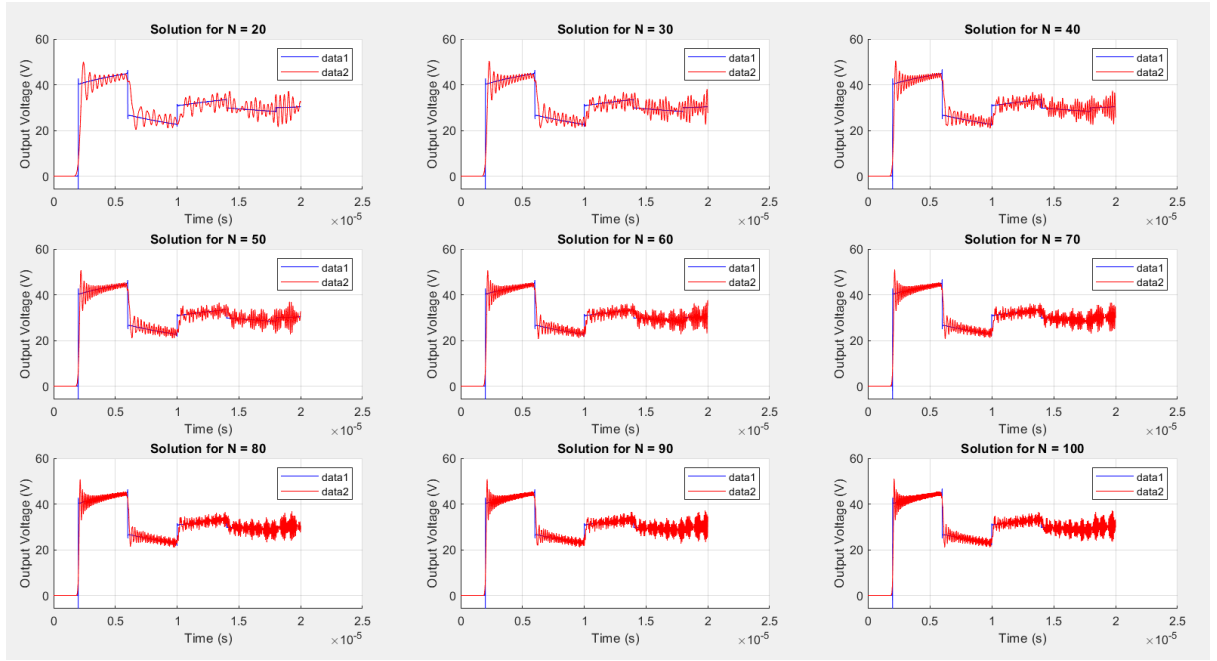 Solution for N = 20
Output Voltage (V)
60
40
20
0
data1
data2
0 0.5 1 1.5 2 2.5
Time (s)
×10-5
Solution for N = 30
Output Voltage (V)
60
40
20
0
data1
data2
0 0.5 1 1.5 2 2.5
Time (s)
×10-5
Solution for N = 40
Output Voltage (V)
60
40
20
0
data1
data2
0 0.5 1 1.5 2 2.5
Time (s)
×10-5
Solution for N = 50
Output Voltage (V)
60
40
20
0
data1
data2
0 0.5 1 1.5 2 2.5
Time (s)
×10-5
Solution for N = 60
Output Voltage (V)
60
40
20
0
data1
data2
0 0.5 1 1.5 2 2.5
Time (s)
×10-5
Solution for N = 70
Output Voltage (V)
60
40
20
0
data1
data2
0 0.5 1 1.5 2 2.5
Time (s)
×10-5
Solution for N = 80
Output Voltage (V)
60
40
20
0
data1
data2
0 0.5 1 1.5 2 2.5
Time (s)
×10-5
Solution for N = 90
Output Voltage (V)
60
40
20
0
data1
data2
0 0.5 1 1.5 2 2.5
Time (s)
×10-5
Solution for N = 100
Output Voltage (V)
60
40
20
0
data1
data2
0 0.5 1 1.5 2 2.5
Time (s)
×10-5